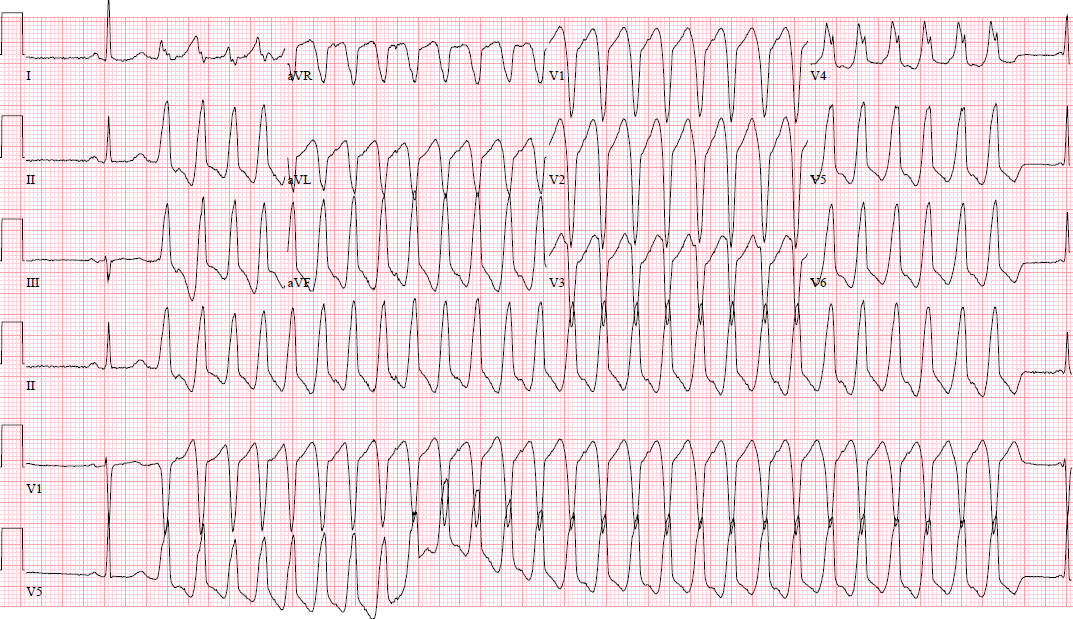 I aVR V1 V4
II aVL V2 V5
III aVF V3 V6
II
V1
V5